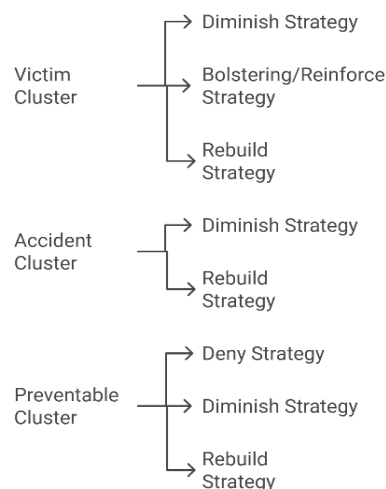 Diminish Strategy
Victim
Cluster
Bolstering/Reinforce
Strategy
Rebuild
Strategy
Diminish Strategy
Accident
Cluster
Rebuild
Strategy
Deny Strategy
Preventable
Cluster
Diminish Strategy
Rebuild
Strategy